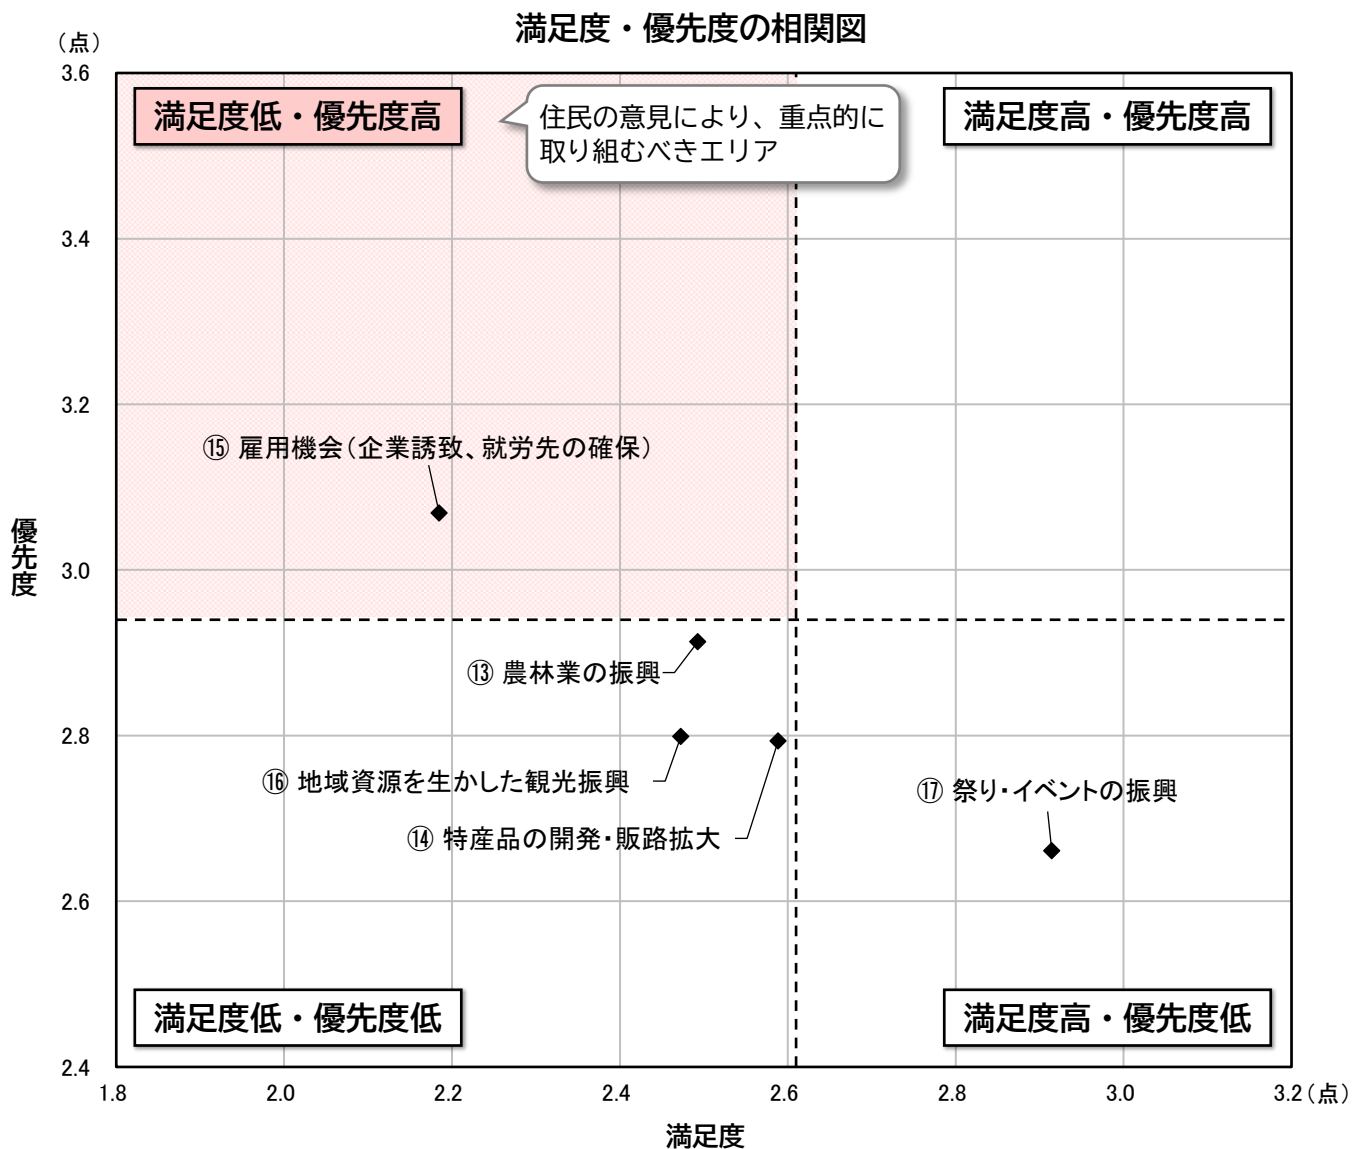 満足度・優先度の相関図
（点）
3.6
満足度低・優先度高
住民の意見により、重点的に
取り組むべきエリア
満足度高・優先度高
3.4
3.2
⑮ 雇用機会（企業誘致、就労先の確保）
優先度
3.0
⑬ 農林業の振興
2.8
⑯ 地域資源を生かした観光振興
⑰ 祭り・イベントの振興
⑭ 特産品の開発・販路拡大
2.6
満足度低・優先度低
満足度高・優先度低
2.4
1.8 2.0 2.2 2.4 2.6 2.8 3.0 3.2（点）
満足度